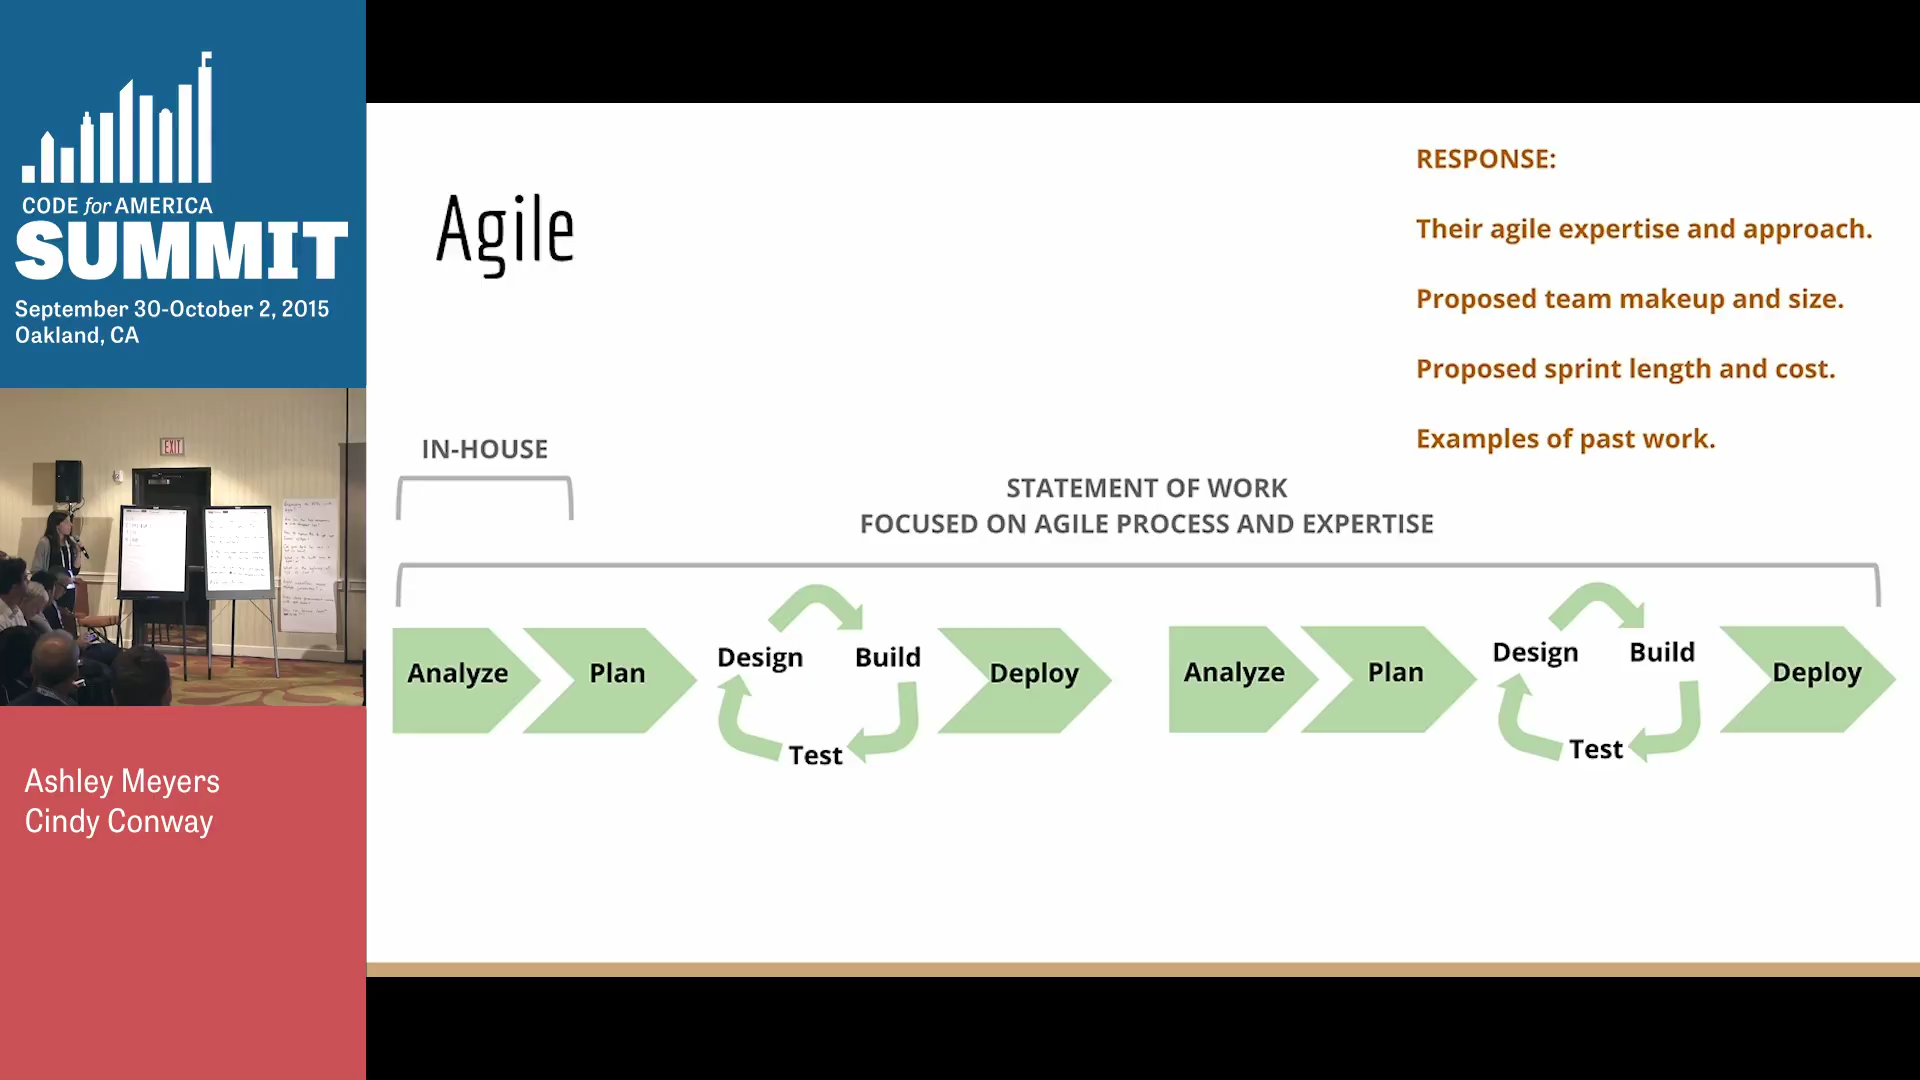 CODE for AMERICA
SUMMIT
September 30-October 2, 2015
Oakland, CA
EXIT
Ashley Meyers
Cindy Conway
Agile
RESPONSE:
Their agile expertise and approach.
Proposed team makeup and size.
Proposed sprint length and cost.
Examples of past work.
IN-HOUSE
STATEMENT OF WORK
FOCUSED ON AGILE PROCESS AND EXPERTISE
Analyze
Plan
Design
Build
Test
Deploy
Analyze
Plan
Design
Build
Test
Deploy